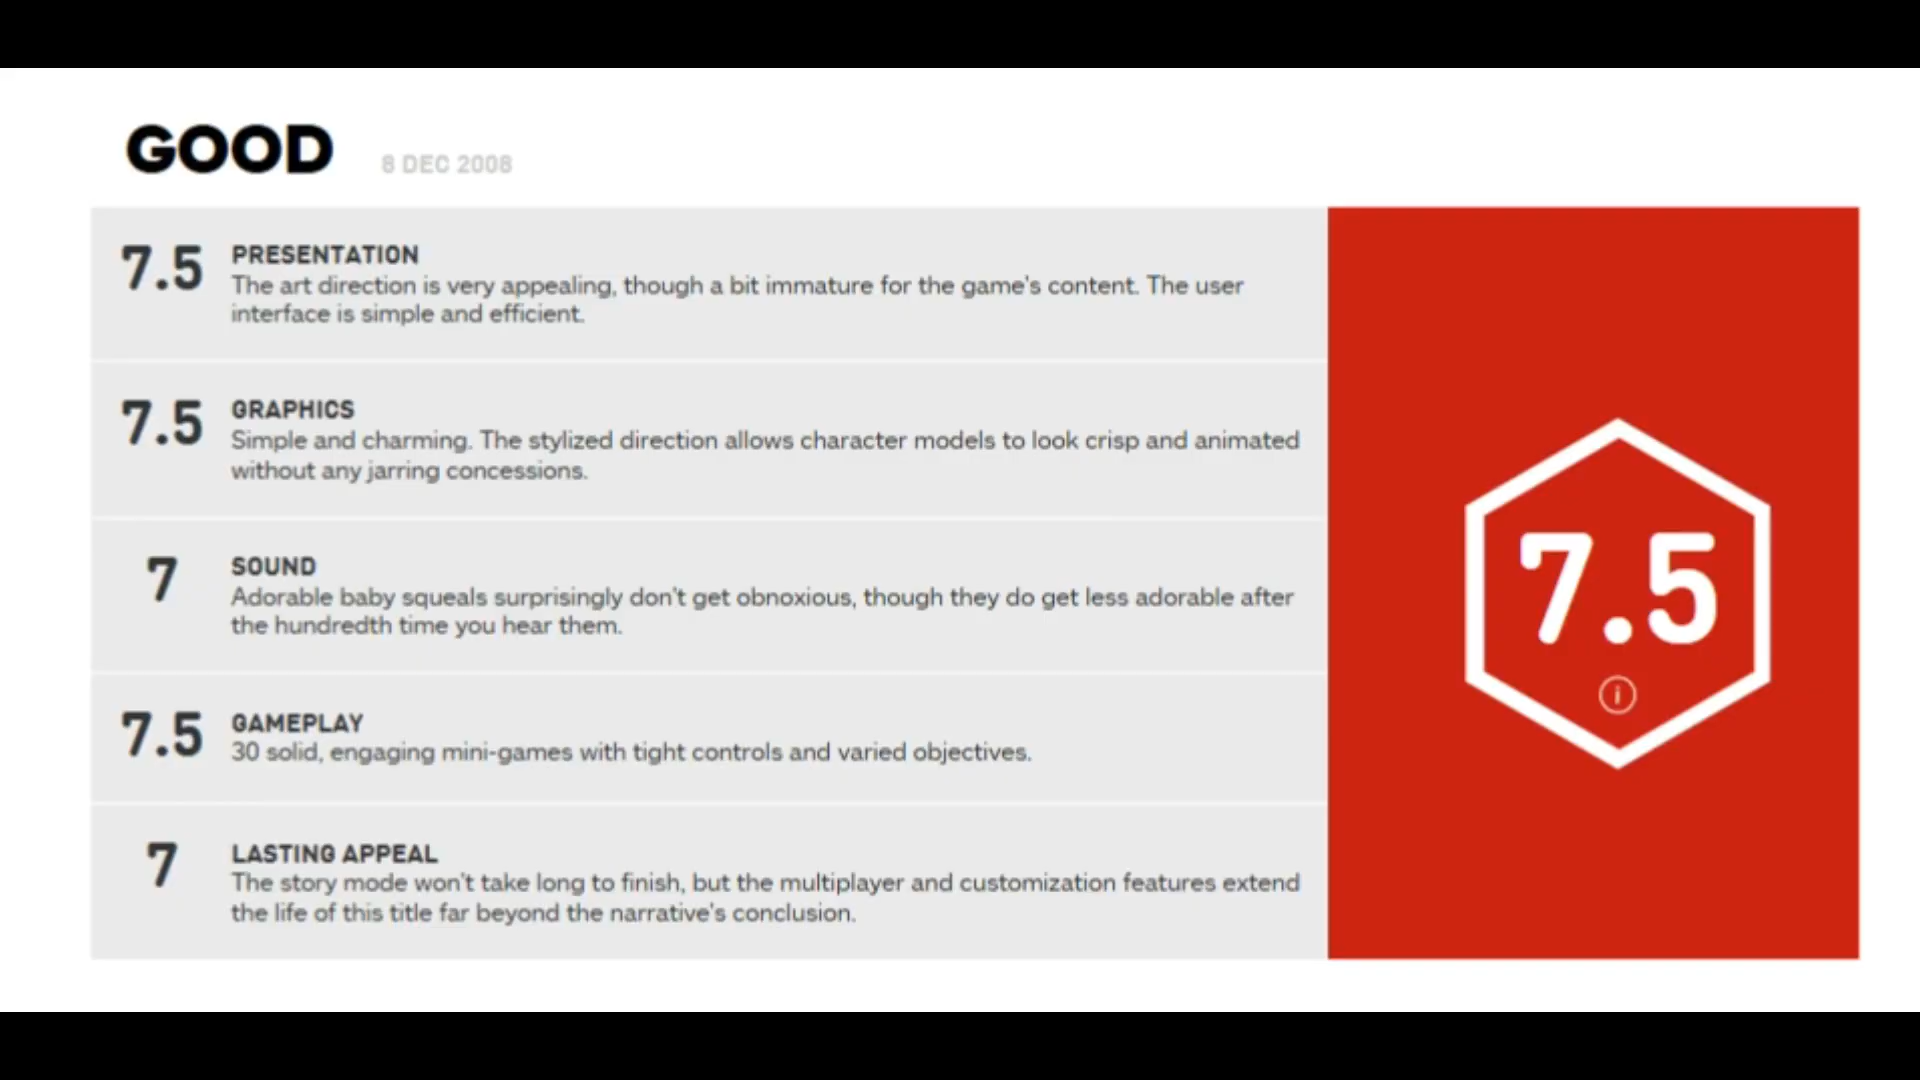 GOOD 8 DEC 2008
7.5 PRESENTATION
The art direction is very appealing, though a bit immature for the game's content. The user
interface is simple and efficient.
7.5 GRAPHICS
Simple and charming. The stylized direction allows character models to look crisp and animated
without any jarring concessions.
7 SOUND
Adorable baby squeals surprisingly don't get obnoxious, though they do get less adorable after
the hundredth time you hear them.
7.5 GAMEPLAY
30 solid, engaging mini-games with tight controls and varied objectives.
7 LASTING APPEAL
The story mode won't take long to finish, but the multiplayer and customization features extend
the life of this title far beyond the narrative's conclusion.
7.5
i